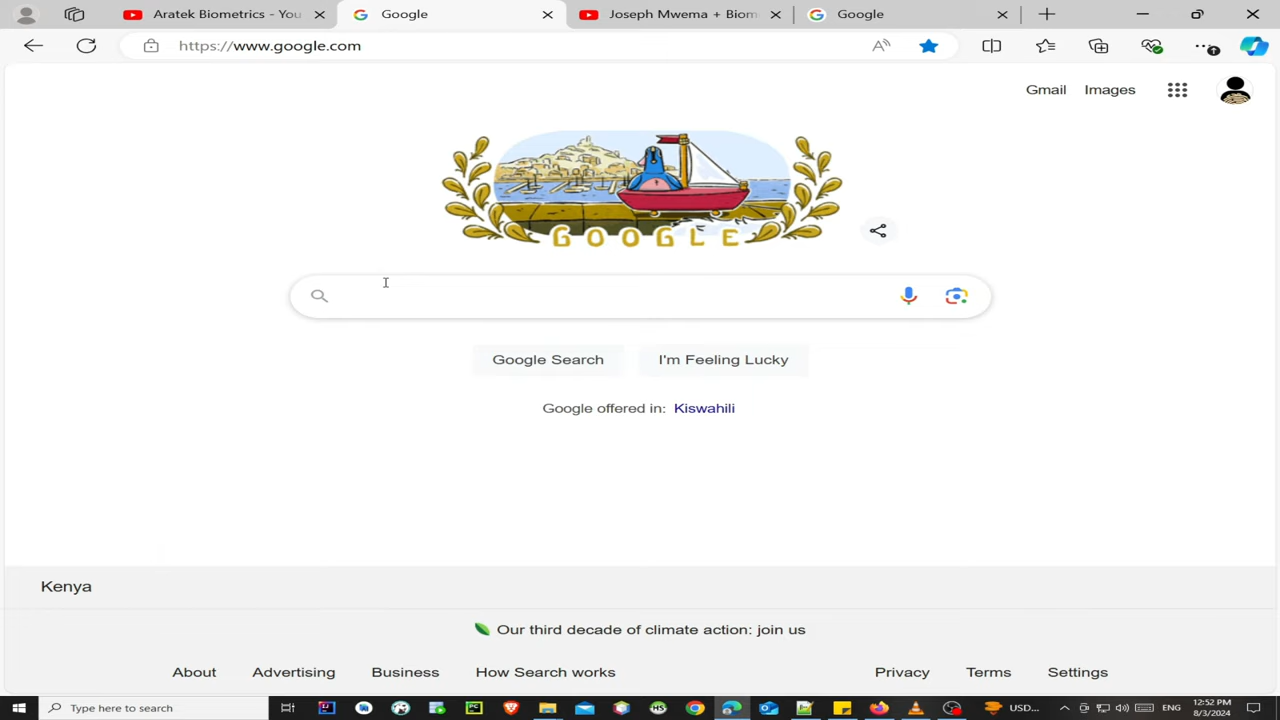 Aratek Biometrics - You
Google
Joseph Mwema + Biom
Google
https://www.google.com
Gmail
Images
GOOGLE
Google Search
I'm Feeling Lucky
Google offered in: Kiswahili
Kenya
Our third decade of climate action: join us
About
Advertising
Business
How Search works
Privacy
Terms
Settings
Type here to search
USD...
ENG
12:52 PM
8/3/2024